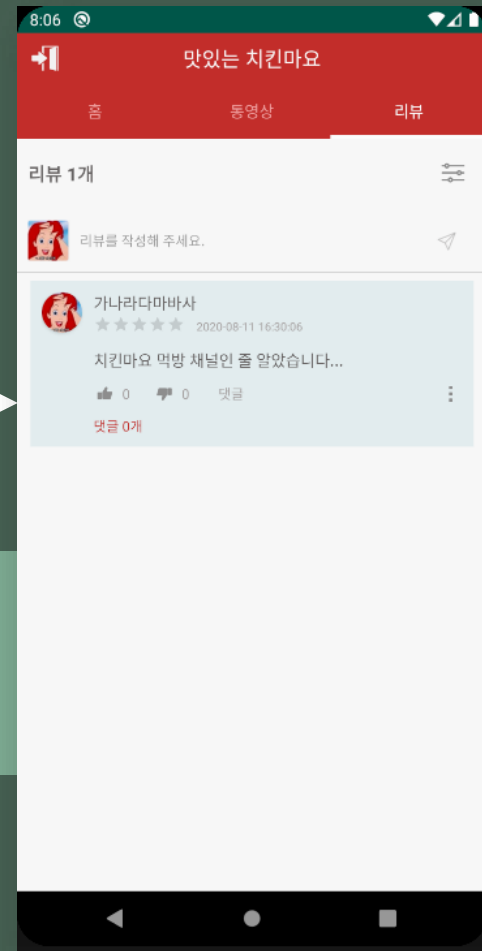 8:06
맛있는 치킨마요
홈 동영상 리뷰
리뷰 1개
리뷰를 작성해 주세요.
가나라다마바사
2020-08-11 16:30:06
치킨마요 먹방 채널인 줄 알았습니다...
0 0 댓글
댓글 0개